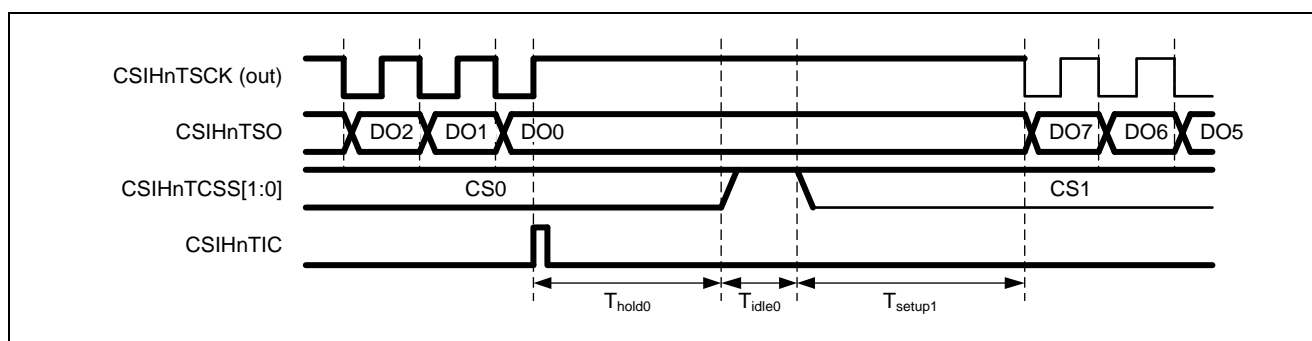 CSIHnTSCK (out)
CSIHnTSO DO2 DO1 DO0 DO7 DO6 DO5
CSIHnTCSS[1:0] CS0 CS1
CSIHnTIC
Thold0 Tidle0 Tsetup1